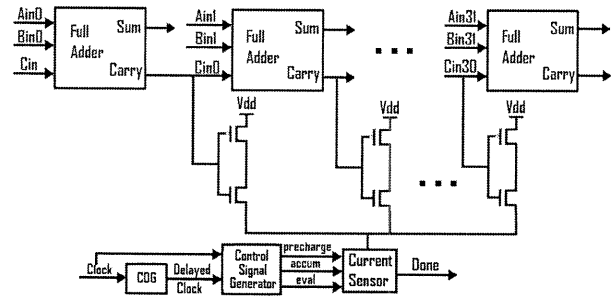 Ain0
Bin0
Cin
Full
Adder
Sum
Carry
Ain1
Bin1
Cin0
Full
Adder
Sum
Carry
Ain31
Bin31
Cin30
Full
Adder
Sum
Carry
Vdd
Vdd
Vdd
Clock
CDG
Delayed
Clock
Control
Signal
Generator
precharge
accum
eval
Current
Sensor
Done